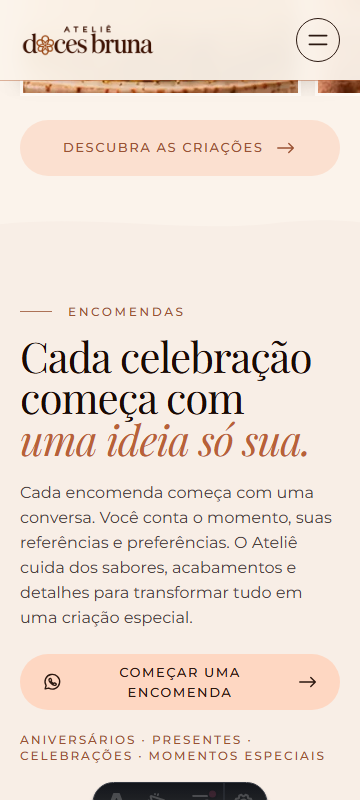 ATELIÊ
doces bruna
DESCUBRA AS CRIAÇÕES
ENCOMENDAS
Cada celebração
começa com
uma ideia só sua.
Cada encomenda começa com uma
conversa. Você conta o momento, suas
referências e preferências. O Ateliê
cuida dos sabores, acabamentos e
detalhes para transformar tudo em
uma criação especial.
COMEÇAR UMA
ENCOMENDA
ANIVERSÁRIOS · PRESENTES ·
CELEBRAÇÕES · MOMENTOS ESPECIAIS